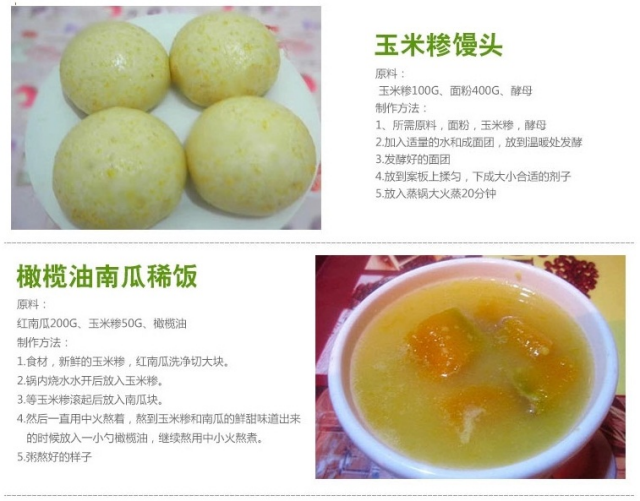 玉米糁馒头
原料：
玉米糁100G、面粉400G、酵母
制作方法：
1、所需原料，面粉，玉米糁，酵母
2.加入适量的水和成面团，放到温暖处发酵
3.发酵好的面团
4.放到案板上揉匀，下成大小合适的剂子
5.放入蒸锅大火蒸20分钟
橄榄油南瓜稀饭
原料：
红南瓜200G、玉米糁50G、橄榄油
制作方法：
1.食材，新鲜的玉米糁，红南瓜洗净切大块。
2.锅内烧水水开后放入玉米糁。
3.等玉米糁滚起后放入南瓜块。
4.然后一直用中火熬着，熬到玉米糁和南瓜的鲜甜味道出来
的时候放入一小勺橄榄油，继续熬用中小火熬煮。
5.粥熬好的样子